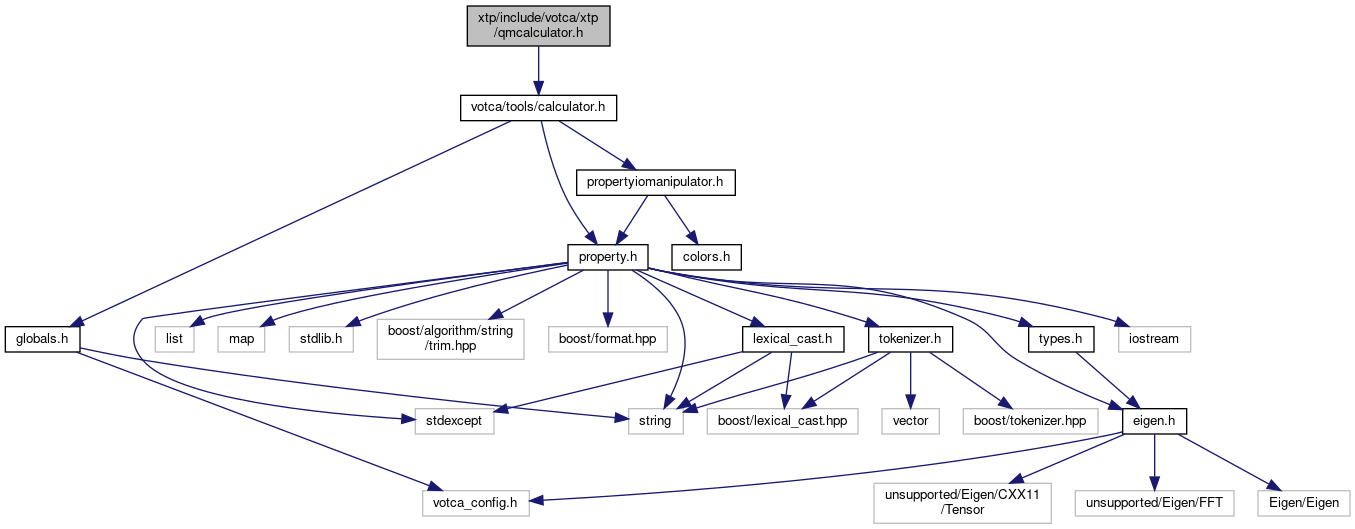 xtp/include/votca/xtp
/qmcalculator.h
votca/tools/calculator.h
propertyiomanipulator.h
property.h
colors.h
globals.h
list
map
stdlib.h
boost/algorithm/string
/trim.hpp
boost/format.hpp
lexical_cast.h
tokenizer.h
types.h
iostream
stdexcept
string
boost/lexical_cast.hpp
vector
boost/tokenizer.hpp
eigen.h
votca_config.h
unsupported/Eigen/CXX11
/Tensor
unsupported/Eigen/FFT
Eigen/Eigen